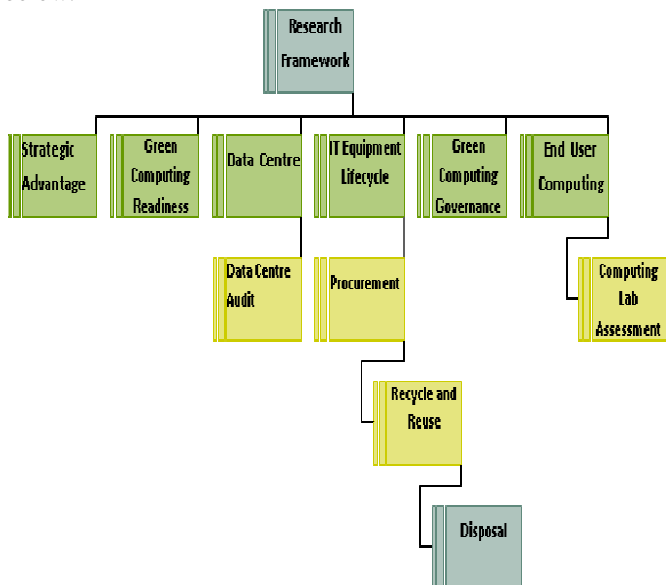 Research
Framework
Strategic
Advantage
Green
Computing
Readiness
Data Centre
IT Equipment
Lifecycle
Green
Computing
Governance
End User
Computing
Data Centre
Audit
Procurement
Computing
Lab
Assessment
Recycle and
Reuse
Disposal